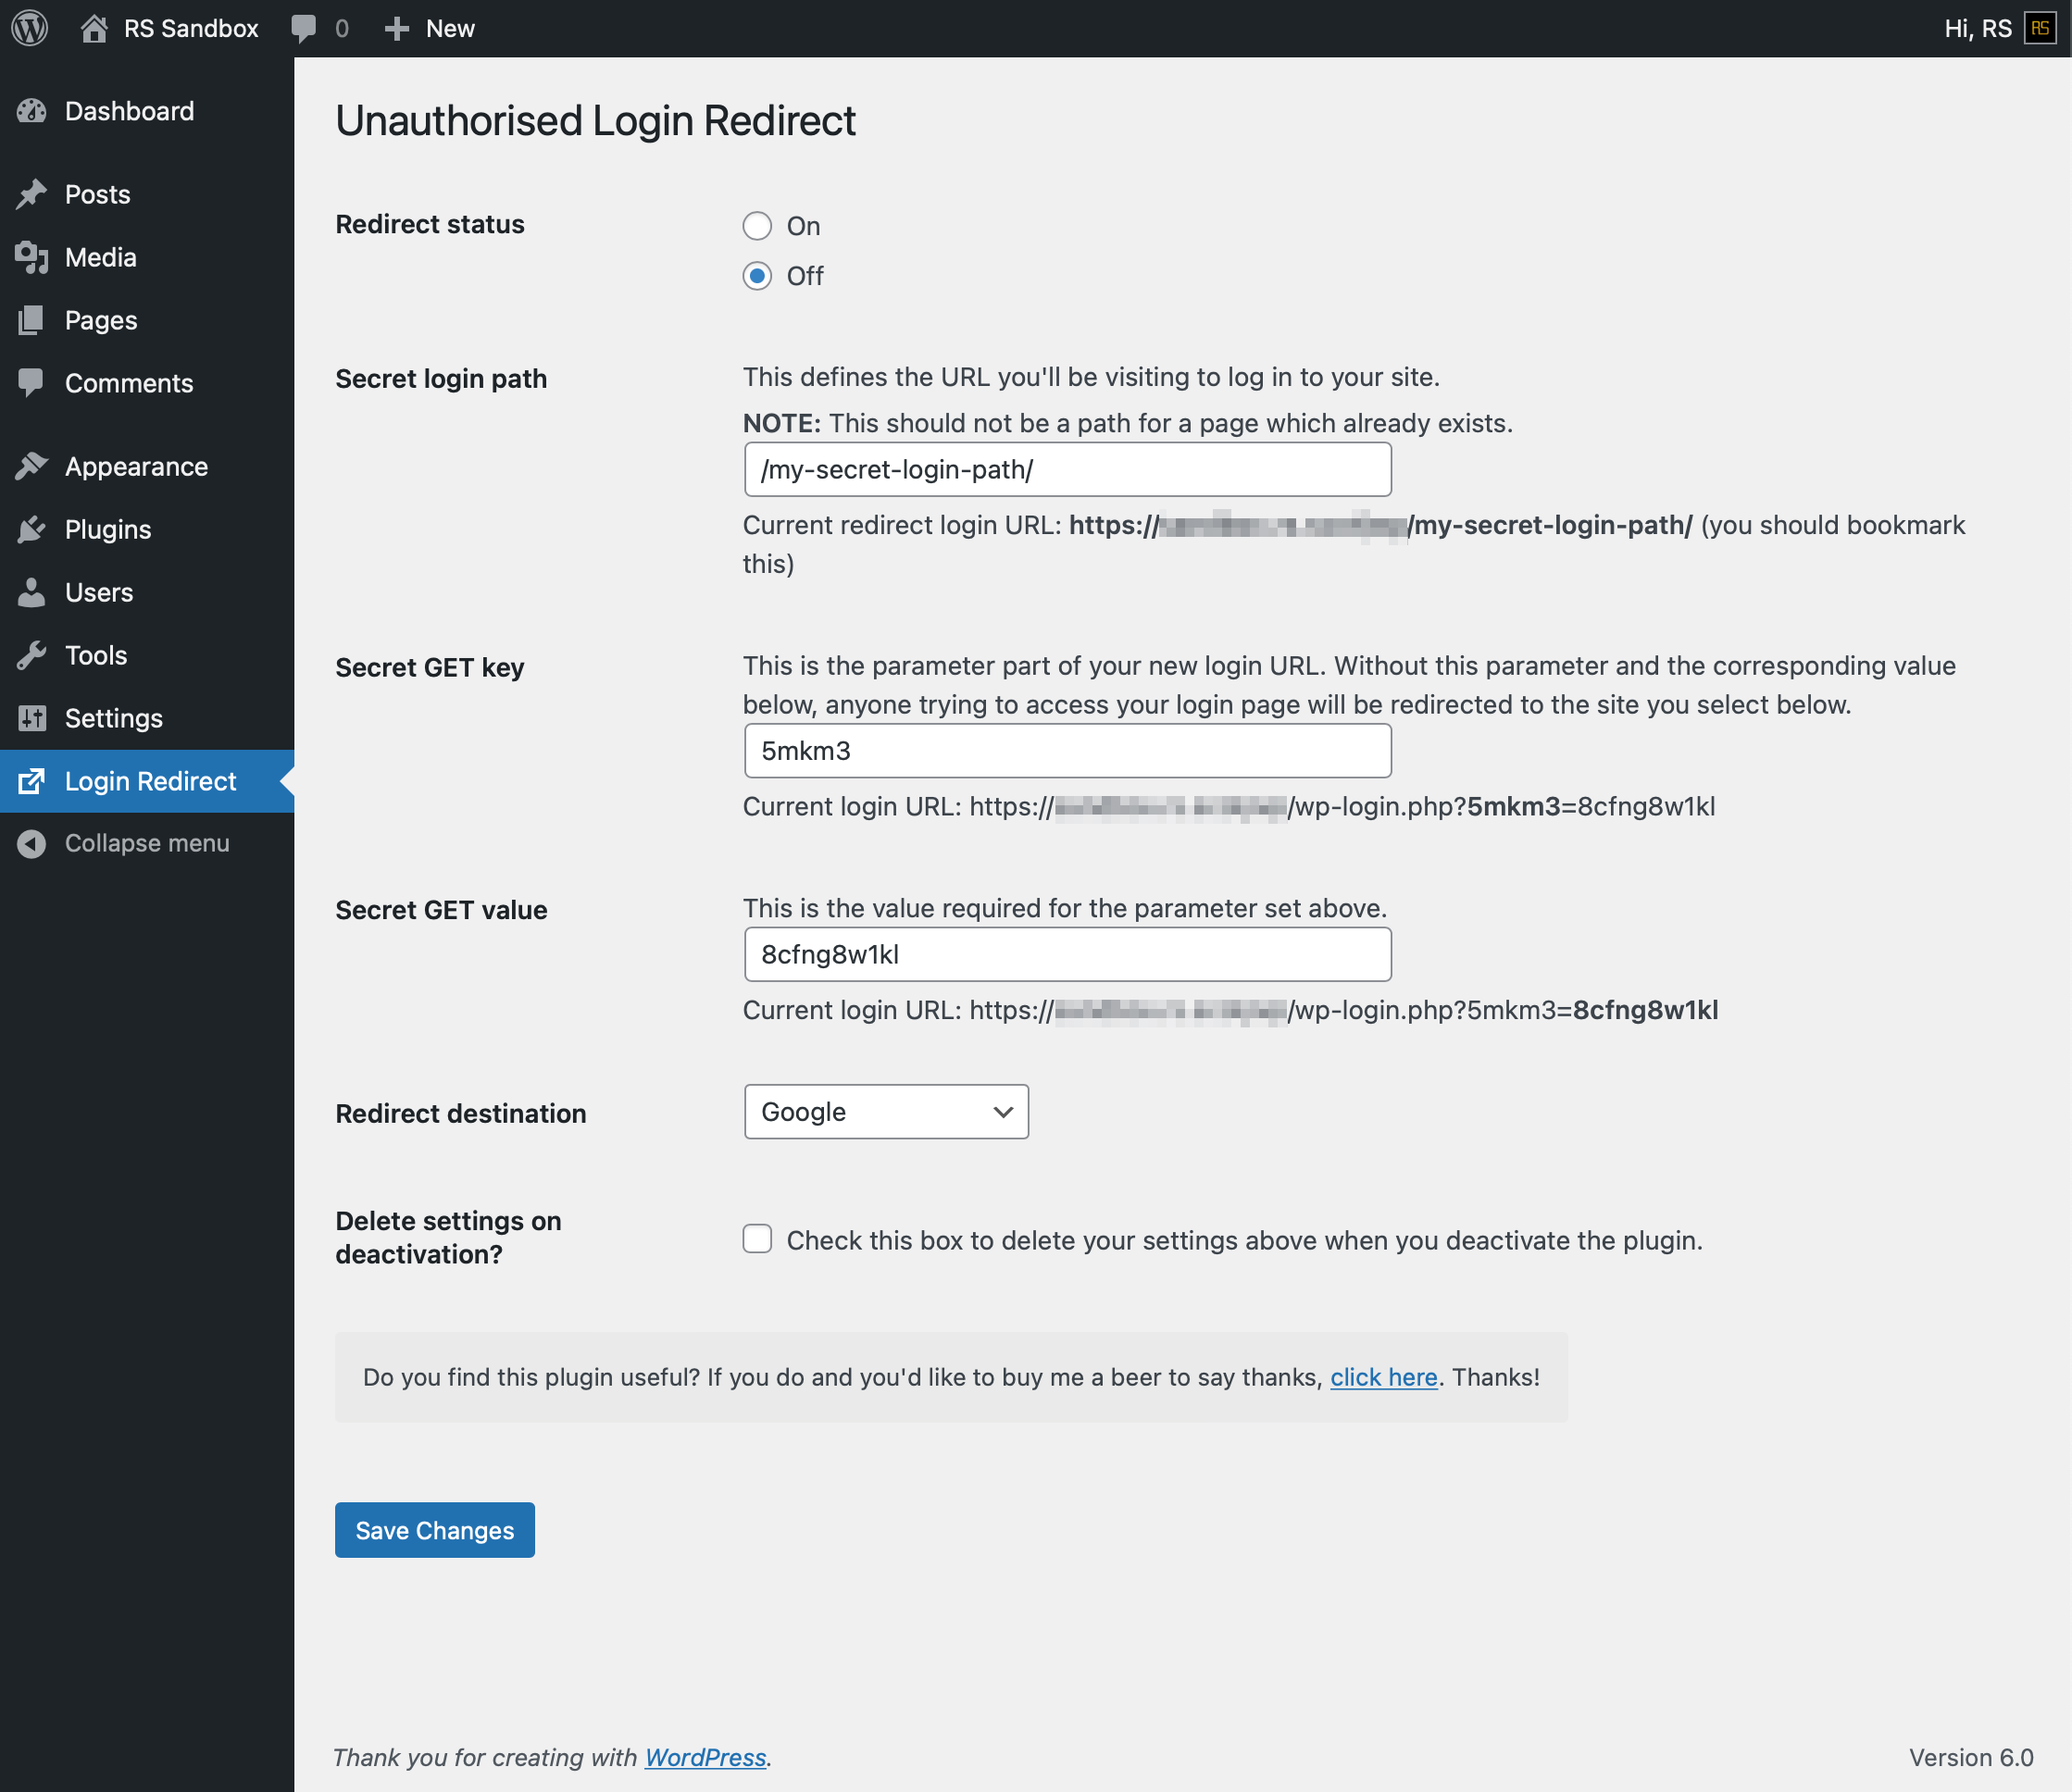 RS Sandbox 0 New Hi, RS RS
Dashboard
Posts
Media
Pages
Comments
Appearance
Plugins
Users
Tools
Settings
Login Redirect
Collapse menu
Unauthorised Login Redirect
Redirect status
On
Off
Secret login path
This defines the URL you'll be visiting to log in to your site.
NOTE: This should not be a path for a page which already exists.
/my-secret-login-path/
Current redirect login URL: https:// /my-secret-login-path/ (you should bookmark
this)
Secret GET key
This is the parameter part of your new login URL. Without this parameter and the corresponding value
below, anyone trying to access your login page will be redirected to the site you select below.
5mkm3
Current login URL: https:// /wp-login.php?5mkm3=8cfng8w1kl
Secret GET value
This is the value required for the parameter set above.
8cfng8w1kl
Current login URL: https:// /wp-login.php?5mkm3=8cfng8w1kl
Redirect destination
Google
Delete settings on
deactivation?
Check this box to delete your settings above when you deactivate the plugin.
Do you find this plugin useful? If you do and you'd like to buy me a beer to say thanks, click here. Thanks!
Save Changes
Thank you for creating with WordPress.
Version 6.0